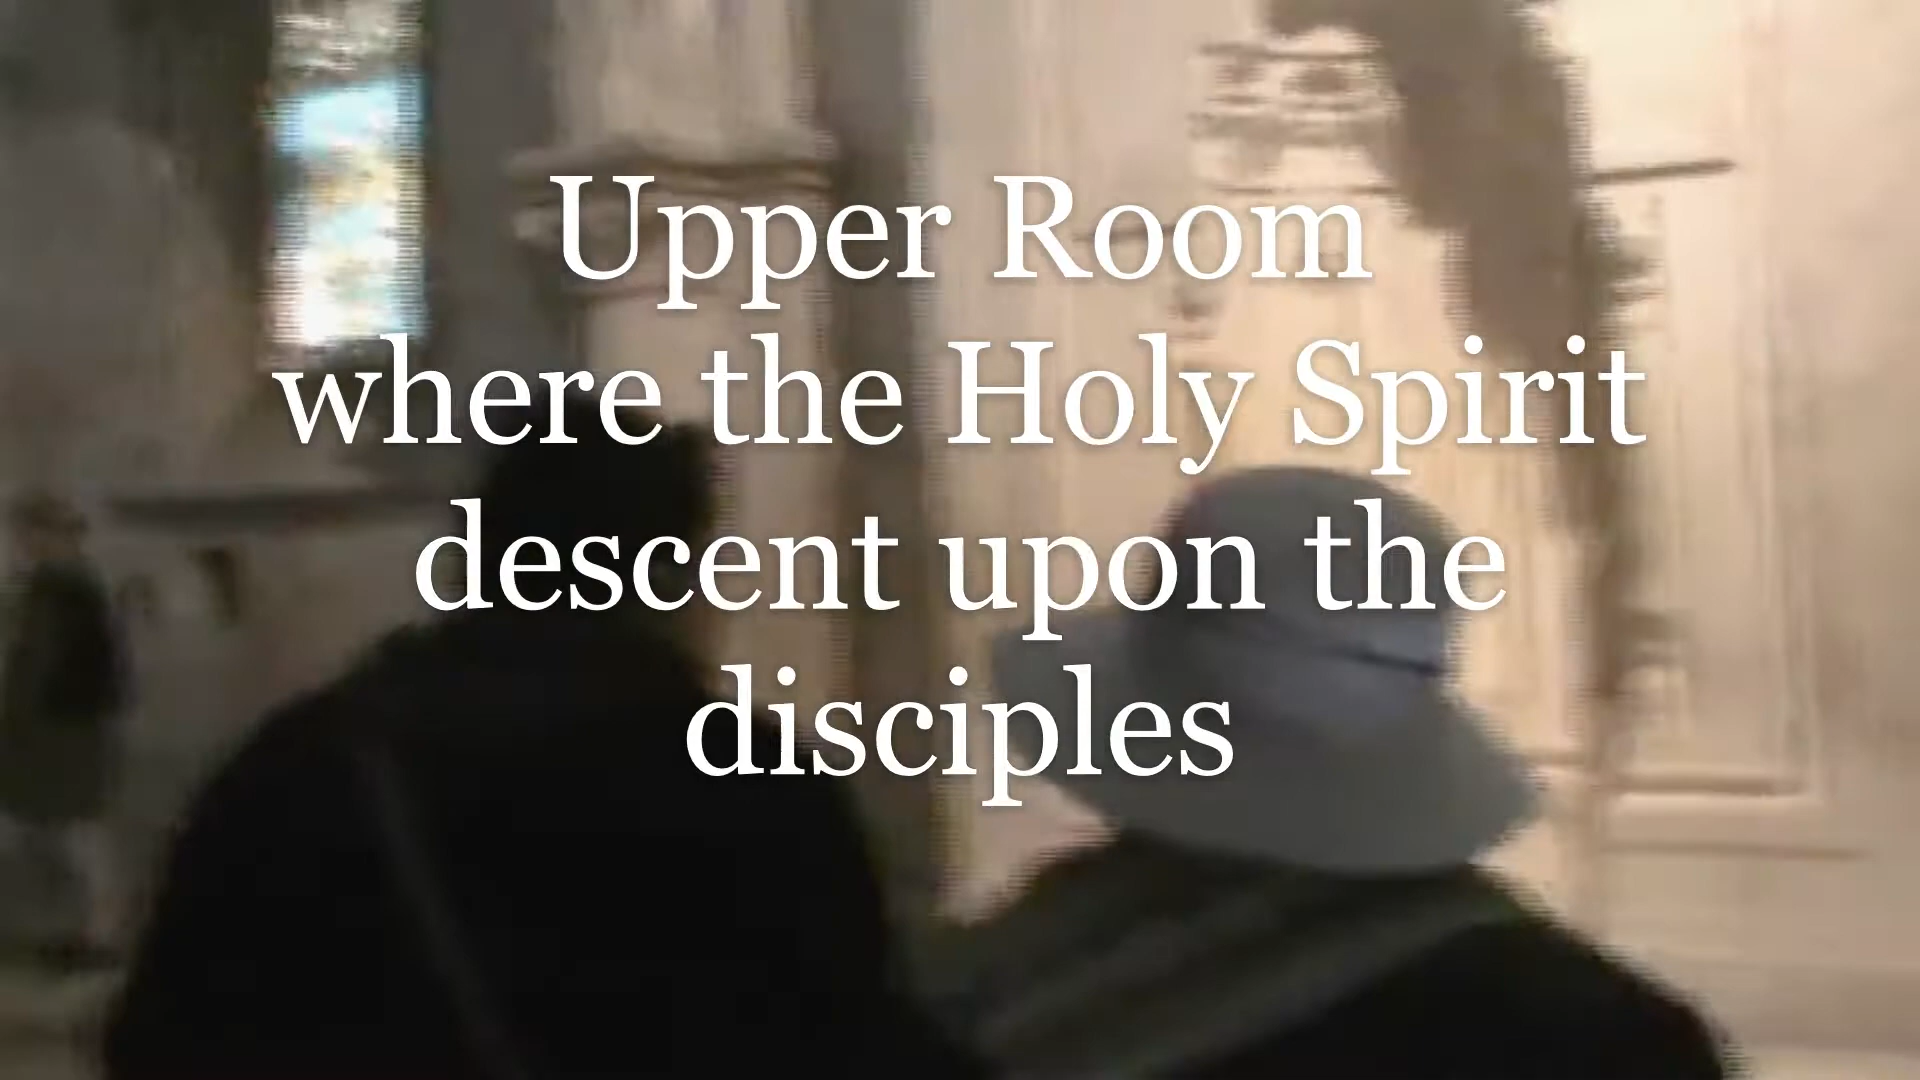 Upper Room
where the Holy Spirit
descent upon the
disciples